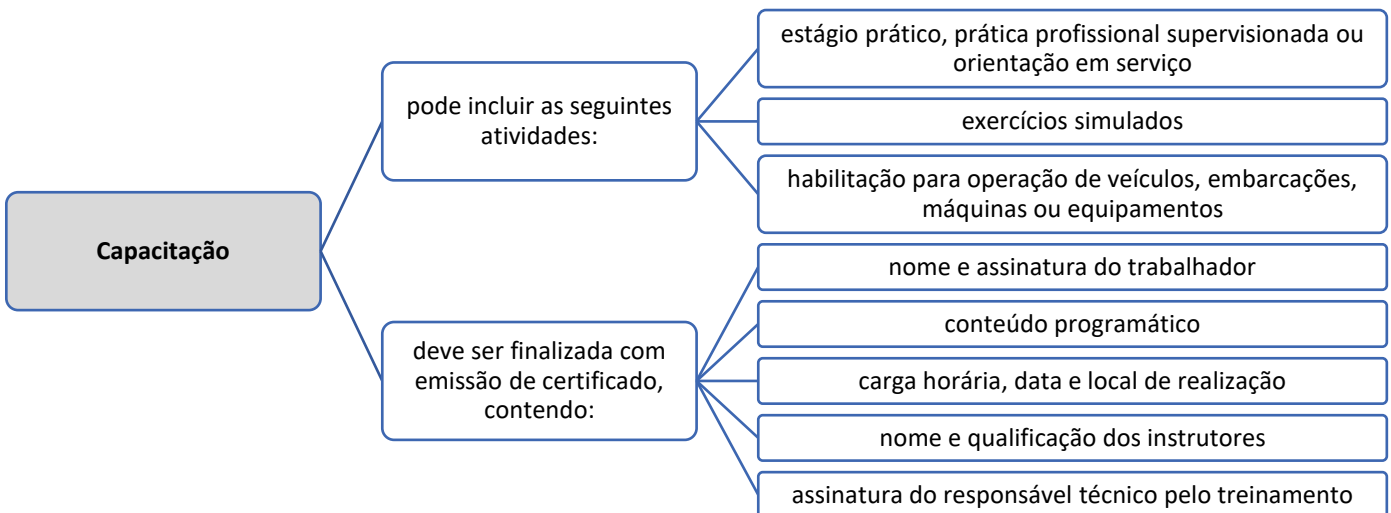 Capacitação
pode incluir as seguintes
atividades:
estágio prático, prática profissional supervisionada ou
orientação em serviço
exercícios simulados
habilitação para operação de veículos, embarcações,
máquinas ou equipamentos
deve ser finalizada com
emissão de certificado,
contendo:
nome e assinatura do trabalhador
conteúdo programático
carga horária, data e local de realização
nome e qualificação dos instrutores
assinatura do responsável técnico pelo treinamento